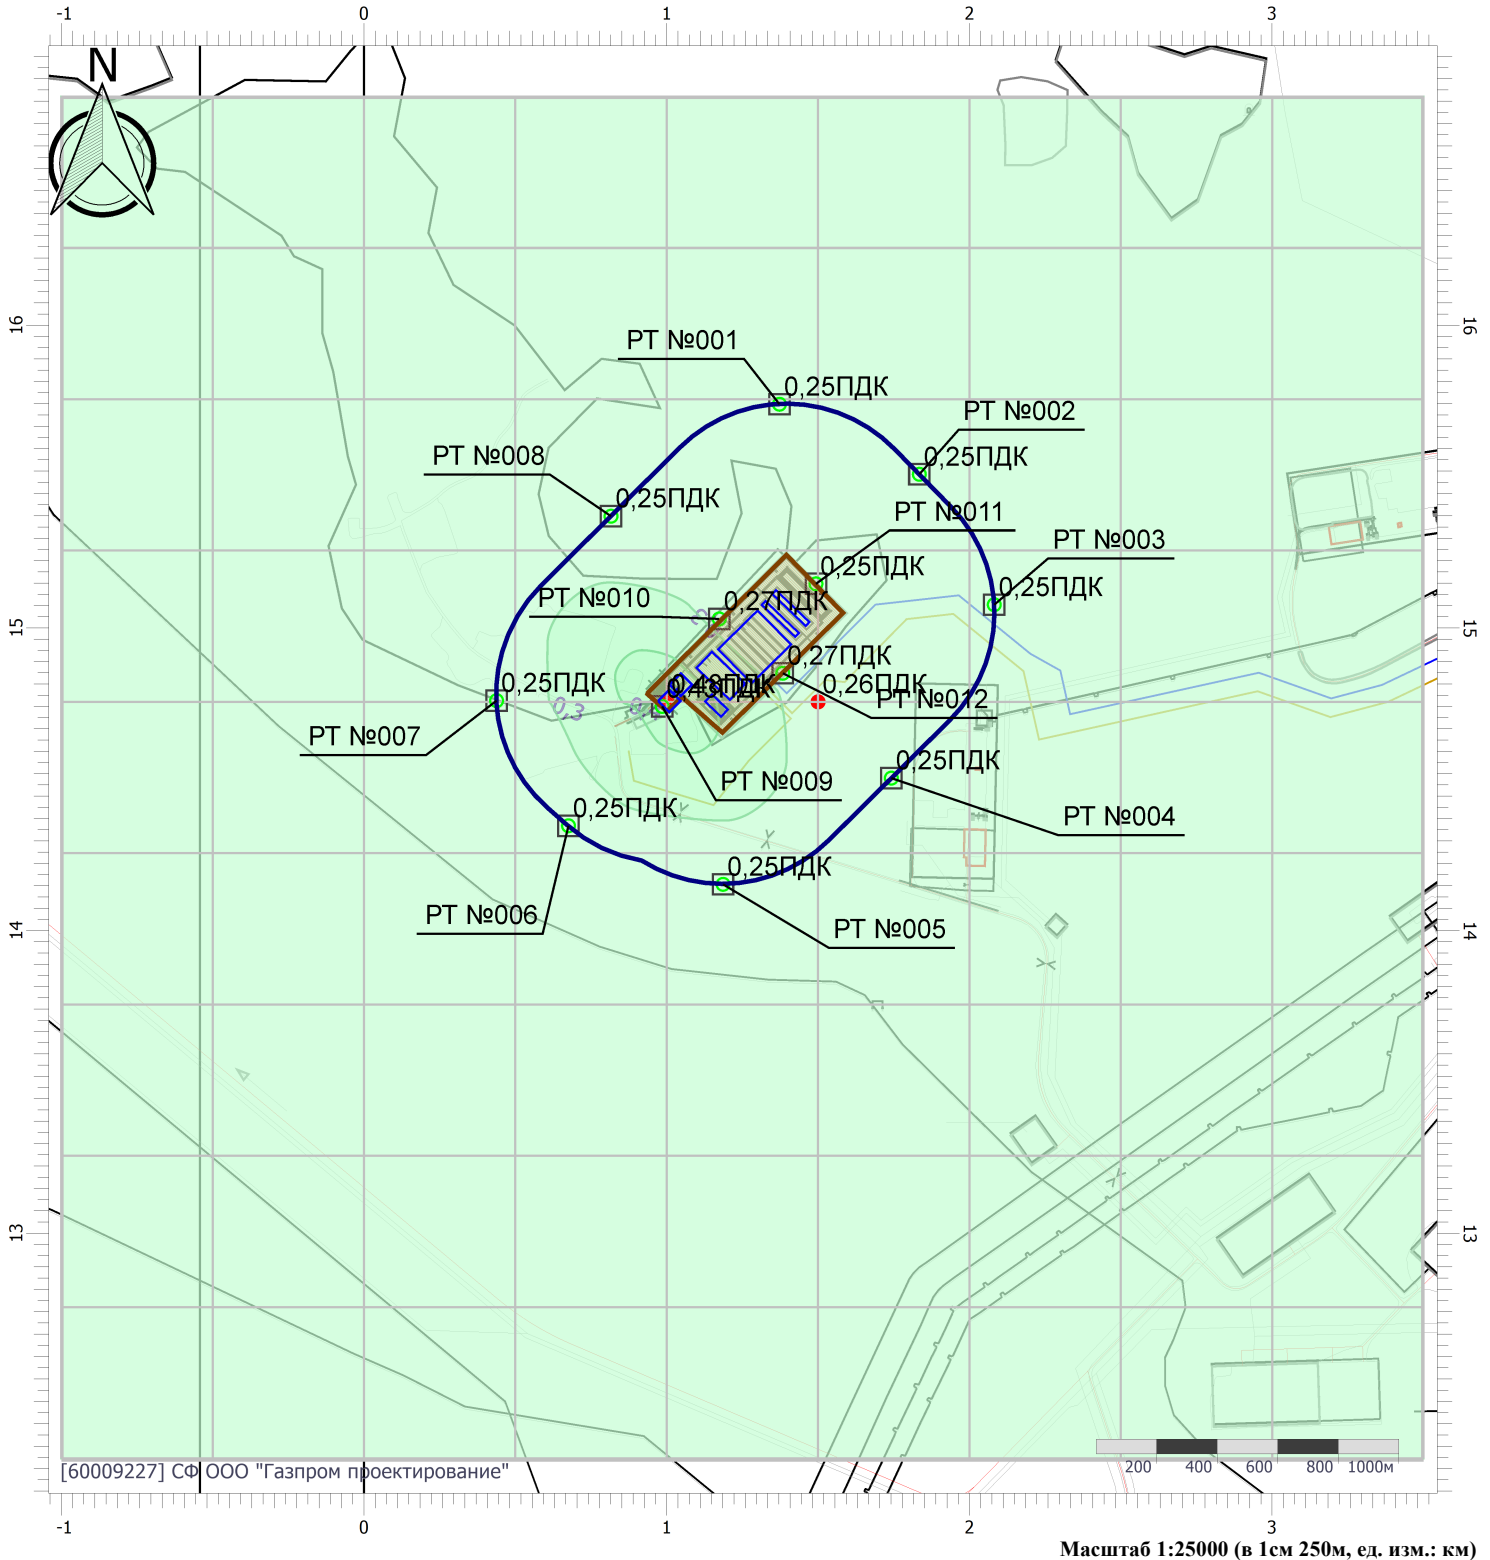 -1 0 1 2 3
N
16 16
РТ №001
0,25ПДК
РТ №002
0,25ПДК
РТ №008
0,25ПДК
РТ №011
0,25ПДК
РТ №003
0,25ПДК
РТ №010
0,27ПДК
15 15
0,27ПДК
0,25ПДК
0,26ПДК
РТ №012
0,3
РТ №007
0,25ПДК
РТ №009
0,25ПДК
РТ №004
0,25ПДК
РТ №006
РТ №005
14 14
13 13
200 400 600 800 1000м
[60009227] СФ ООО "Газпром проектирование"
-1 0 1 2 3
Масштаб 1:25000 (в 1см 250м, ед. изм.: км)